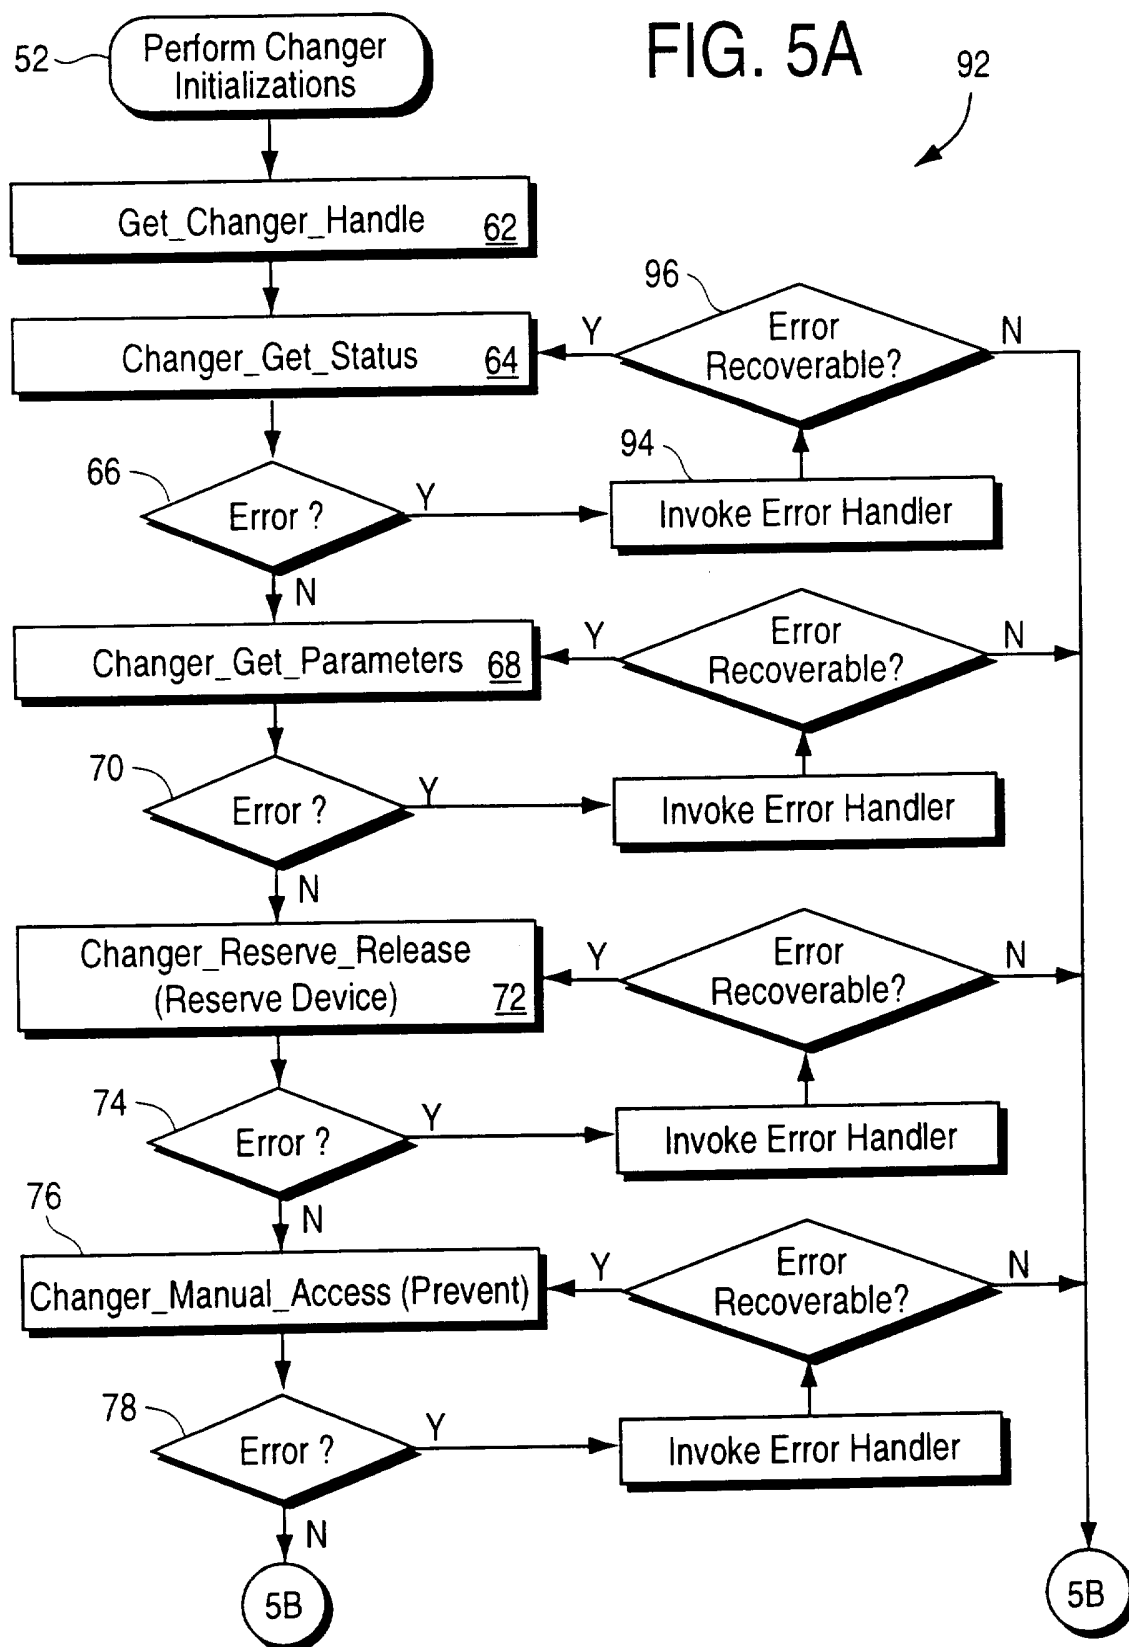 FIG. 5A
92
52
Perform Changer
Initializations
Get_Changer_Handle 62
Changer_Get_Status 64
Y
96
Error
Recoverable?
N
66
Error ?
Y
94
Invoke Error Handler
N
Changer_Get_Parameters 68
Y
Error
Recoverable?
N
70
Error ?
Y
Invoke Error Handler
N
Changer_Reserve_Release
(Reserve Device) 72
Y
Error
Recoverable?
N
74
Error ?
Y
Invoke Error Handler
N
76
Changer_Manual_Access (Prevent)
Y
Error
Recoverable?
N
78
Error ?
Y
Invoke Error Handler
N
5B
5B